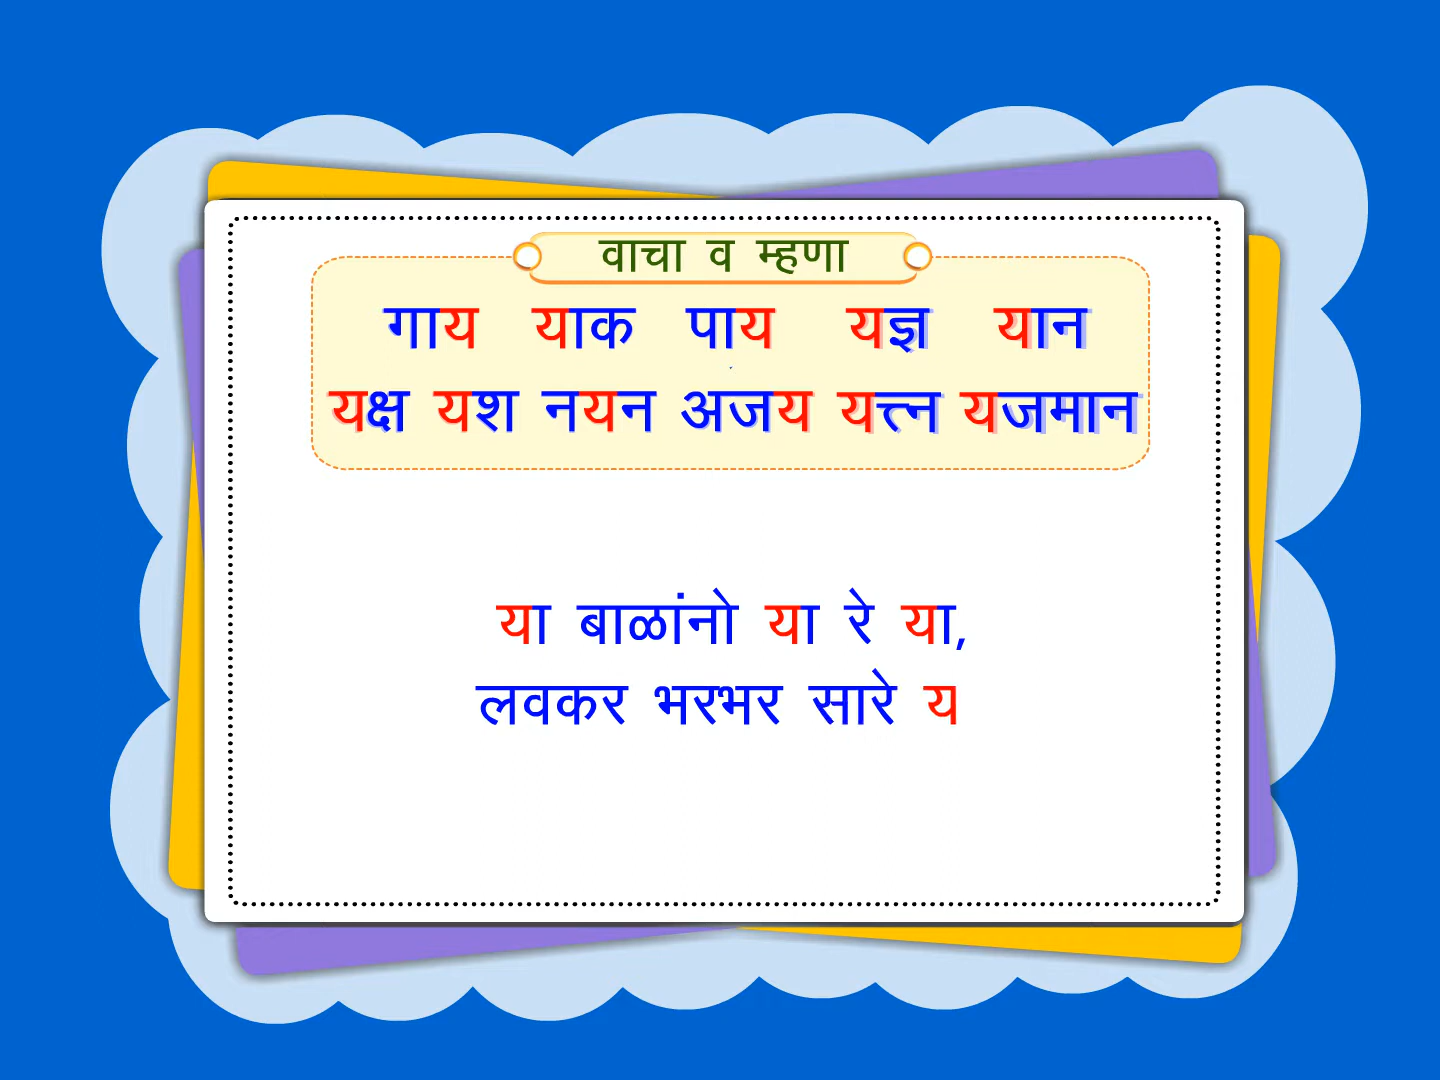 वाचा व म्हणा
गाय याक पाय यज्ञ यान
यक्ष यश नयन अजय यत्न यजमान
या बाळांनो या रे या,
लवकर भरभर सारे य